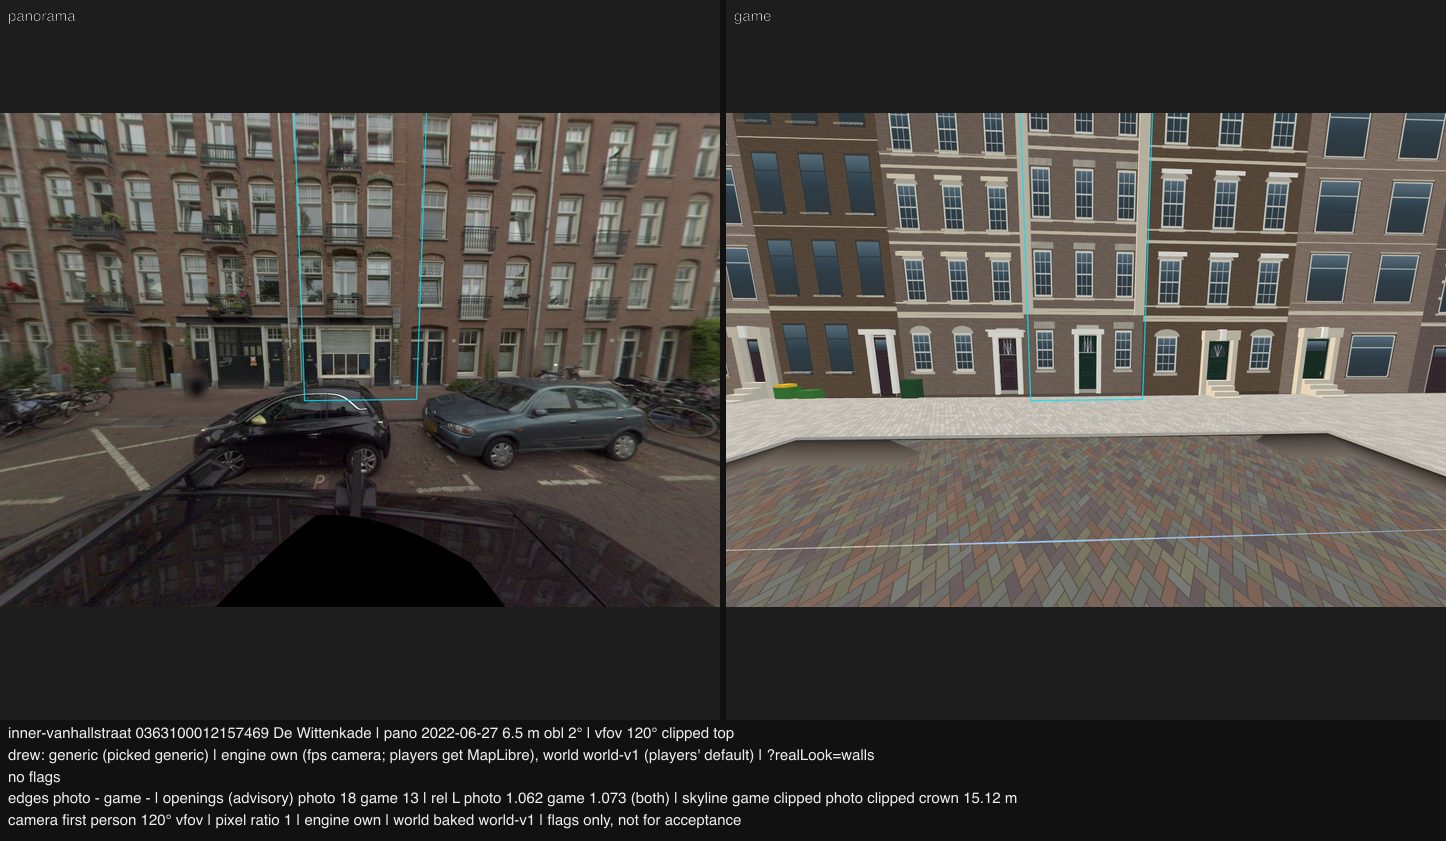 panorama
game
P
inner-vanhallstraat 0363100012157469 De Wittenkade | pano 2022-06-27 6.5 m obl 2° | vfov 120° clipped top
drew: generic (picked generic) | engine own (fps camera; players get MapLibre), world world-v1 (players' default) | ?realLook=walls
no flags
edges photo - game - | openings (advisory) photo 18 game 13 | rel L photo 1.062 game 1.073 (both) | skyline game clipped photo clipped crown 15.12 m
camera first person 120° vfov | pixel ratio 1 | engine own | world baked world-v1 | flags only, not for acceptance